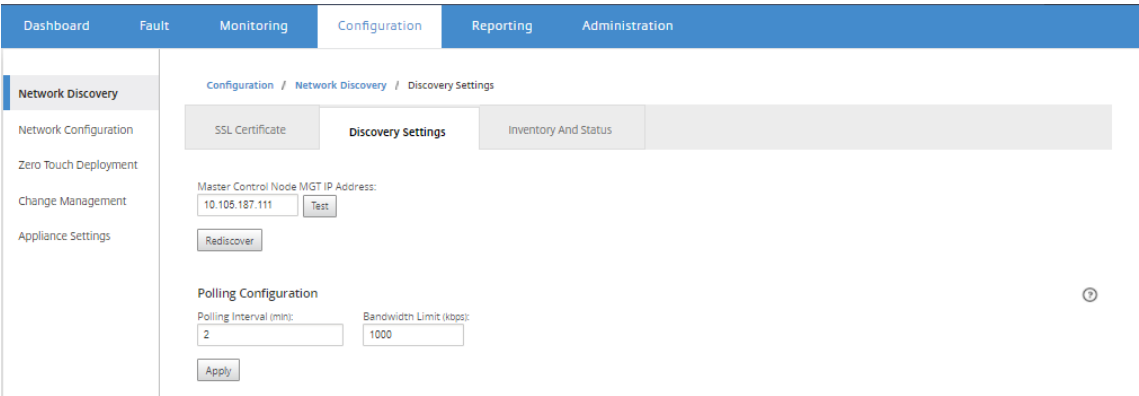 Dashboard Fault Monitoring Configuration Reporting Administration
Configuration / Network Discovery / Discovery Settings
Network Discovery
Network Configuration
Zero Touch Deployment
Change Management
Appliance Settings
SSL Certificate Discovery Settings Inventory And Status
Master Control Node MGT IP Address:
10.105.187.111 Test
Rediscover
Polling Configuration ?
Polling Interval (min): Bandwidth Limit (kbps):
2 1000
Apply